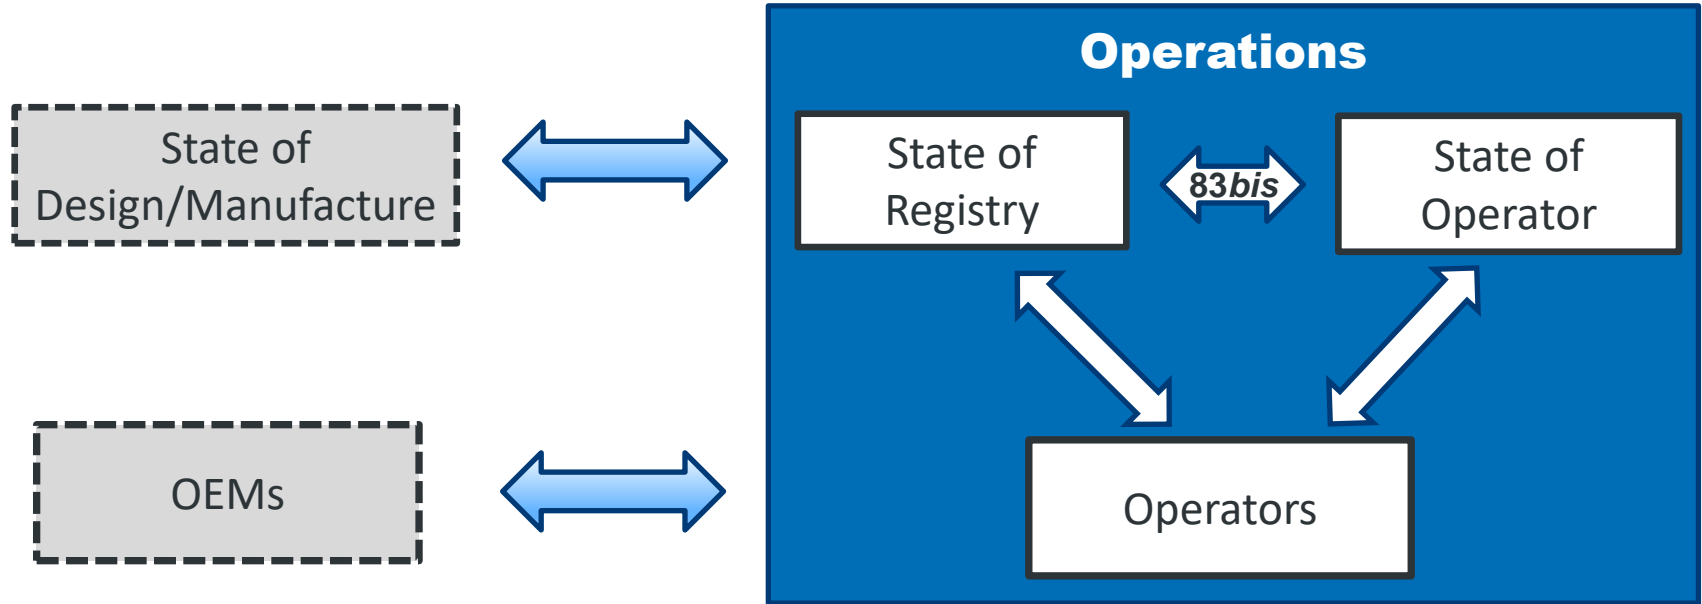 Operations
State of
Design/Manufacture
State of
Registry
83bis
State of
Operator
OEMs
Operators